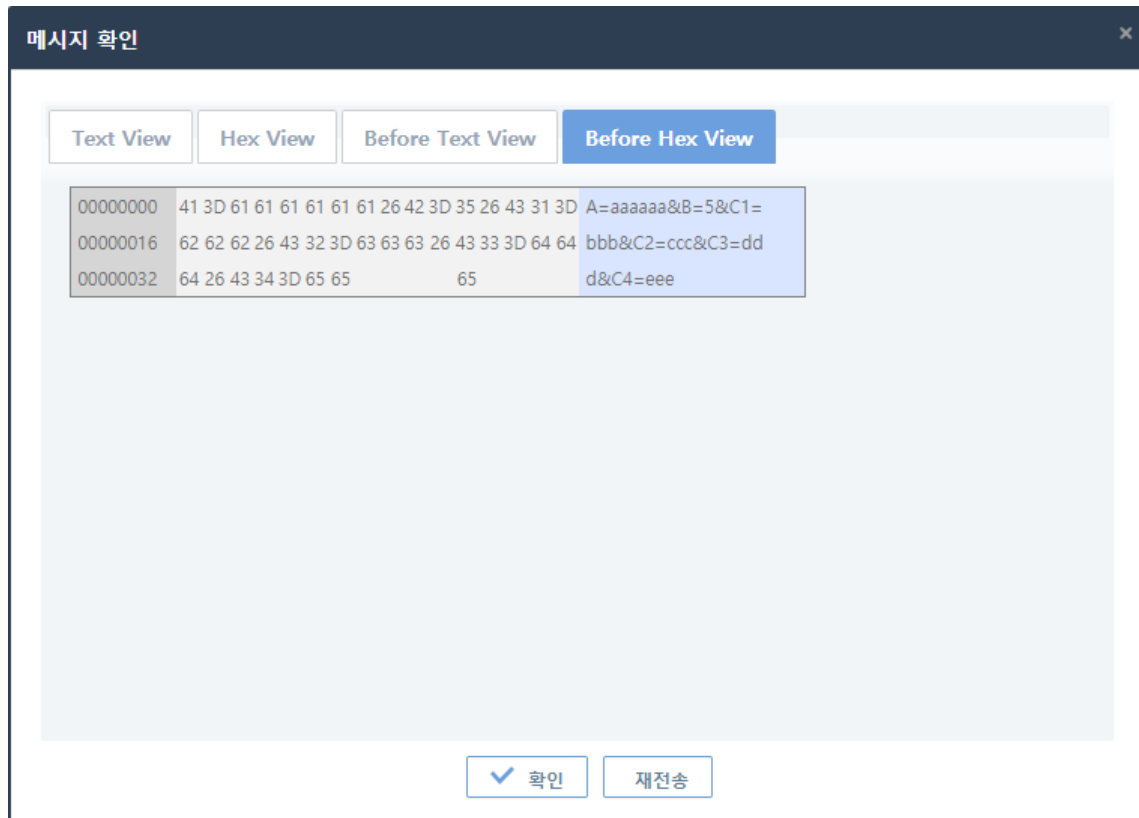 메시지 확인 ×
Text View Hex View Before Text View Before Hex View
00000000 41 3D 61 61 61 61 61 61 26 42 3D 35 26 43 31 3D A=aaaaaa&B=5&C1=
00000016 62 62 62 26 43 32 3D 63 63 63 26 43 33 3D 64 64 bbb&C2=ccc&C3=dd
00000032 64 26 43 34 3D 65 65 65 d&C4=eee
확인 재전송